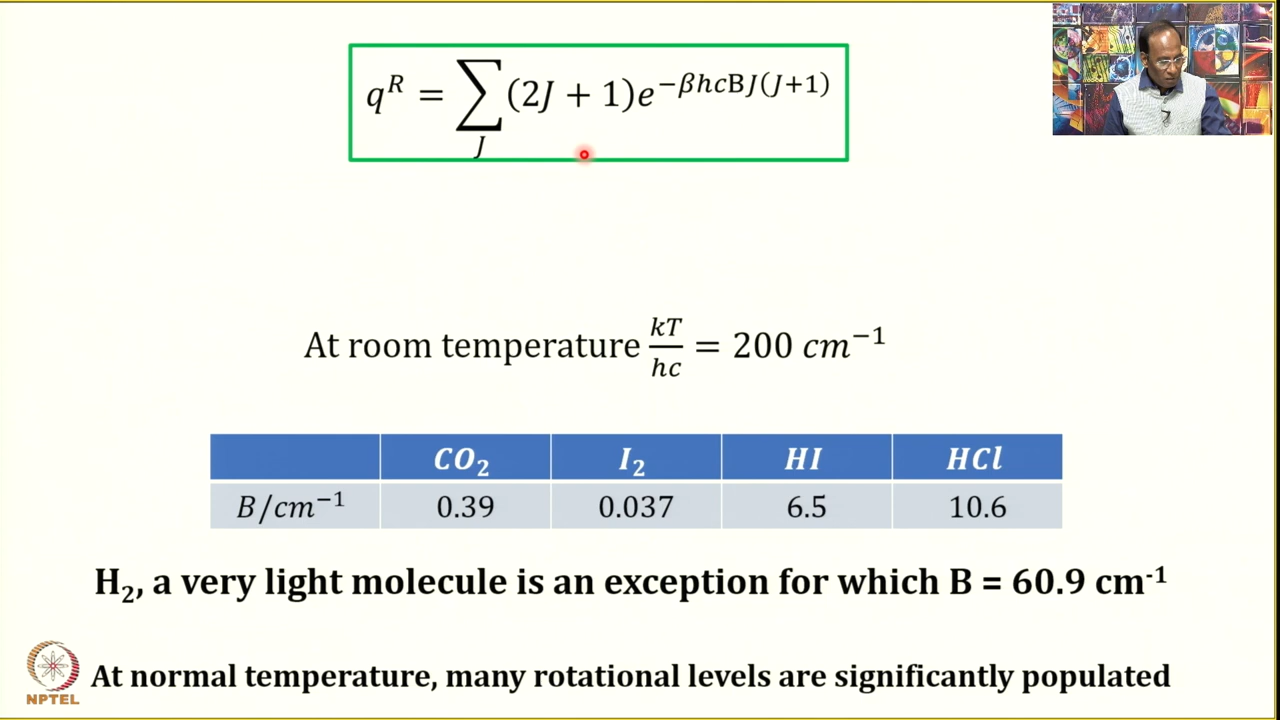 qᴿ = ∑_J (2J + 1)e^{−βhcBJ(J+1)}
At room temperature kT/hc = 200 cm⁻¹
CO₂ I₂ HI HCl
B/cm⁻¹ 0.39 0.037 6.5 10.6
H₂, a very light molecule is an exception for which B = 60.9 cm⁻¹
At normal temperature, many rotational levels are significantly populated
NPTEL